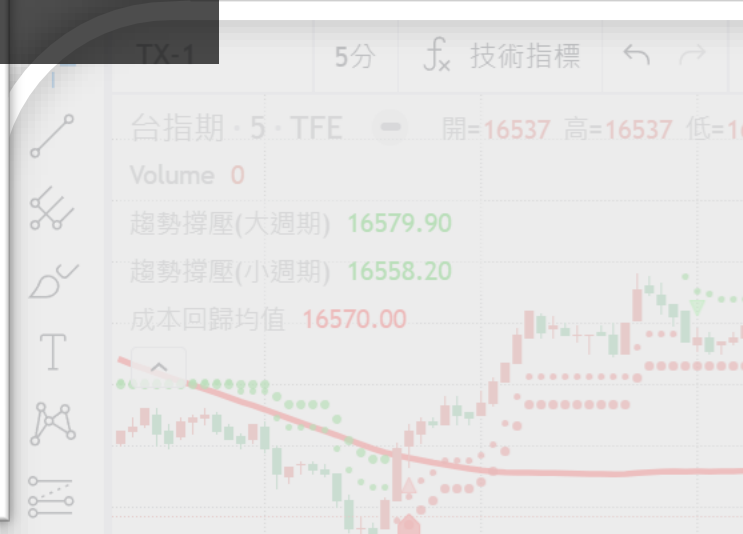 TX-1 5分 fx 技術指標
台指期 · 5 · TFE 開=16537 高=16537 低=1
Volume 0
趨勢撐壓(大週期) 16579.90
趨勢撐壓(小週期) 16558.20
成本回歸均值 16570.00
T